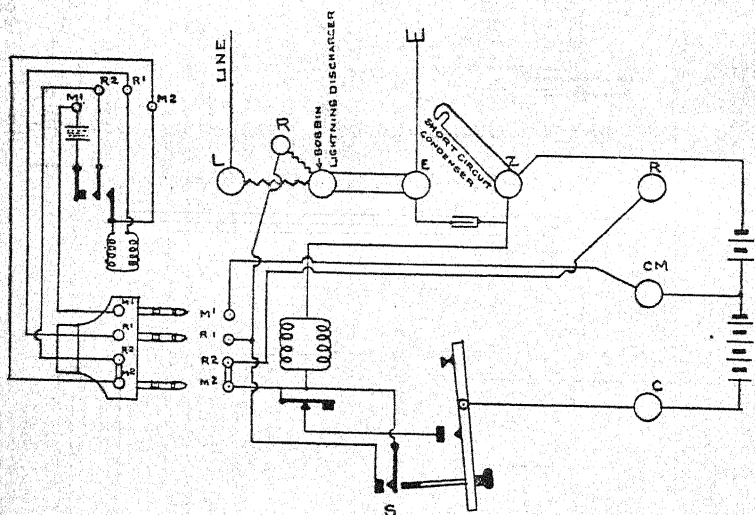 LINE
E
R2
R1
M1
M2
R
BOBBIN
LIGHTNING DISCHARGER
SHORT CIRCUIT
CONDENSER
L
E
Z
R
M1
R1
R2
M2
M1
R1
R2
M2
CM
C
S